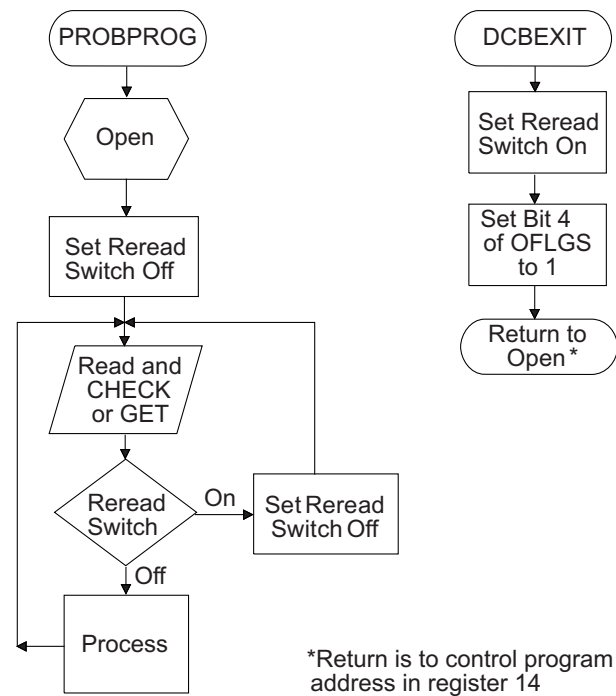 PROBPROG
Open
Set Reread
Switch Off
Read and
CHECK
or GET
Reread
Switch
On
Set Reread
Switch Off
Off
Process
DCBEXIT
Set Reread
Switch On
Set Bit 4
of OFLGS
to 1
Return to
Open*
*Return is to control program
address in register 14